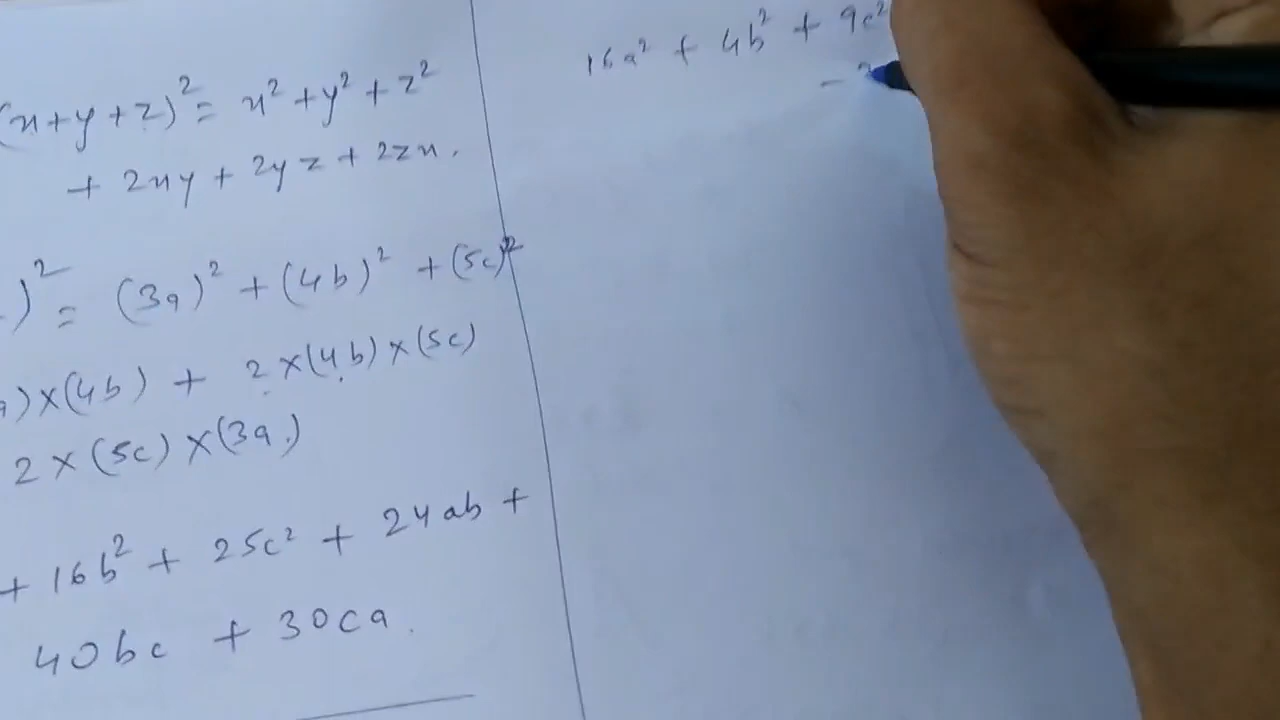 (x+y+z)² = x²+y²+z²
+ 2xy + 2yz + 2zx.
)² = (3a)² + (4b)² + (5c)²
)×(4b) + 2×(4b)×(5c)
2×(5c)×(3a)
+ 16b² + 25c² + 24ab +
40bc + 30ca.
16a² + 4b² + 9c²
-